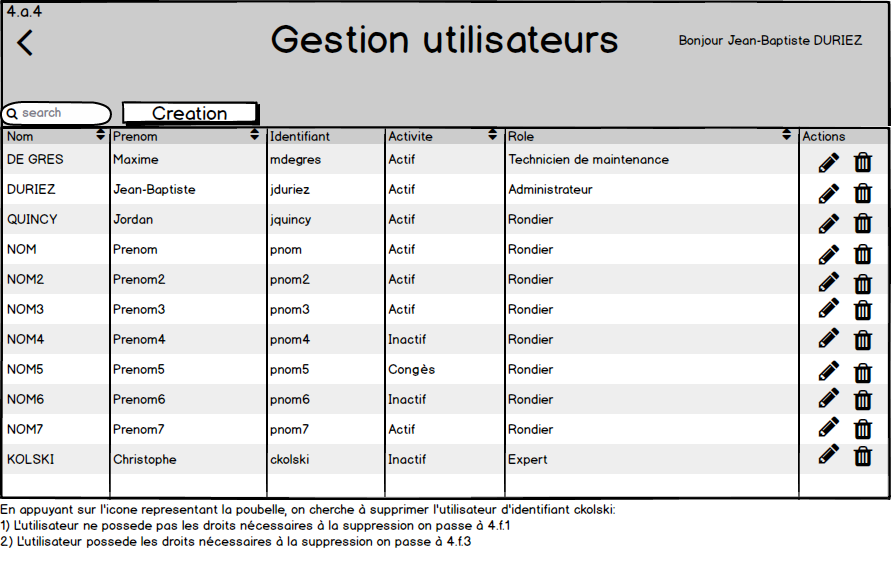 4.a.4
Gestion utilisateurs
Bonjour Jean-Baptiste DURIEZ
search
Creation
Nom Prenom Identifiant Activite Role Actions
DE GRES Maxime mdegres Actif Technicien de maintenance
DURIEZ Jean-Baptiste jduriez Actif Administrateur
QUINCY Jordan jquincy Actif Rondier
NOM Prenom pnom Actif Rondier
NOM2 Prenom2 pnom2 Actif Rondier
NOM3 Prenom3 pnom3 Actif Rondier
NOM4 Prenom4 pnom4 Inactif Rondier
NOM5 Prenom5 pnom5 Congès Rondier
NOM6 Prenom6 pnom6 Inactif Rondier
NOM7 Prenom7 pnom7 Actif Rondier
KOLSKI Christophe ckolski Inactif Expert
En appuyant sur l'icone representant la poubelle, on cherche à supprimer l'utilisateur d'identifiant ckolski:
1) L'utilisateur ne possede pas les droits nécessaires à la suppression on passe à 4.f.1
2) L'utilisateur possede les droits nécessaires à la suppression on passe à 4.f.3